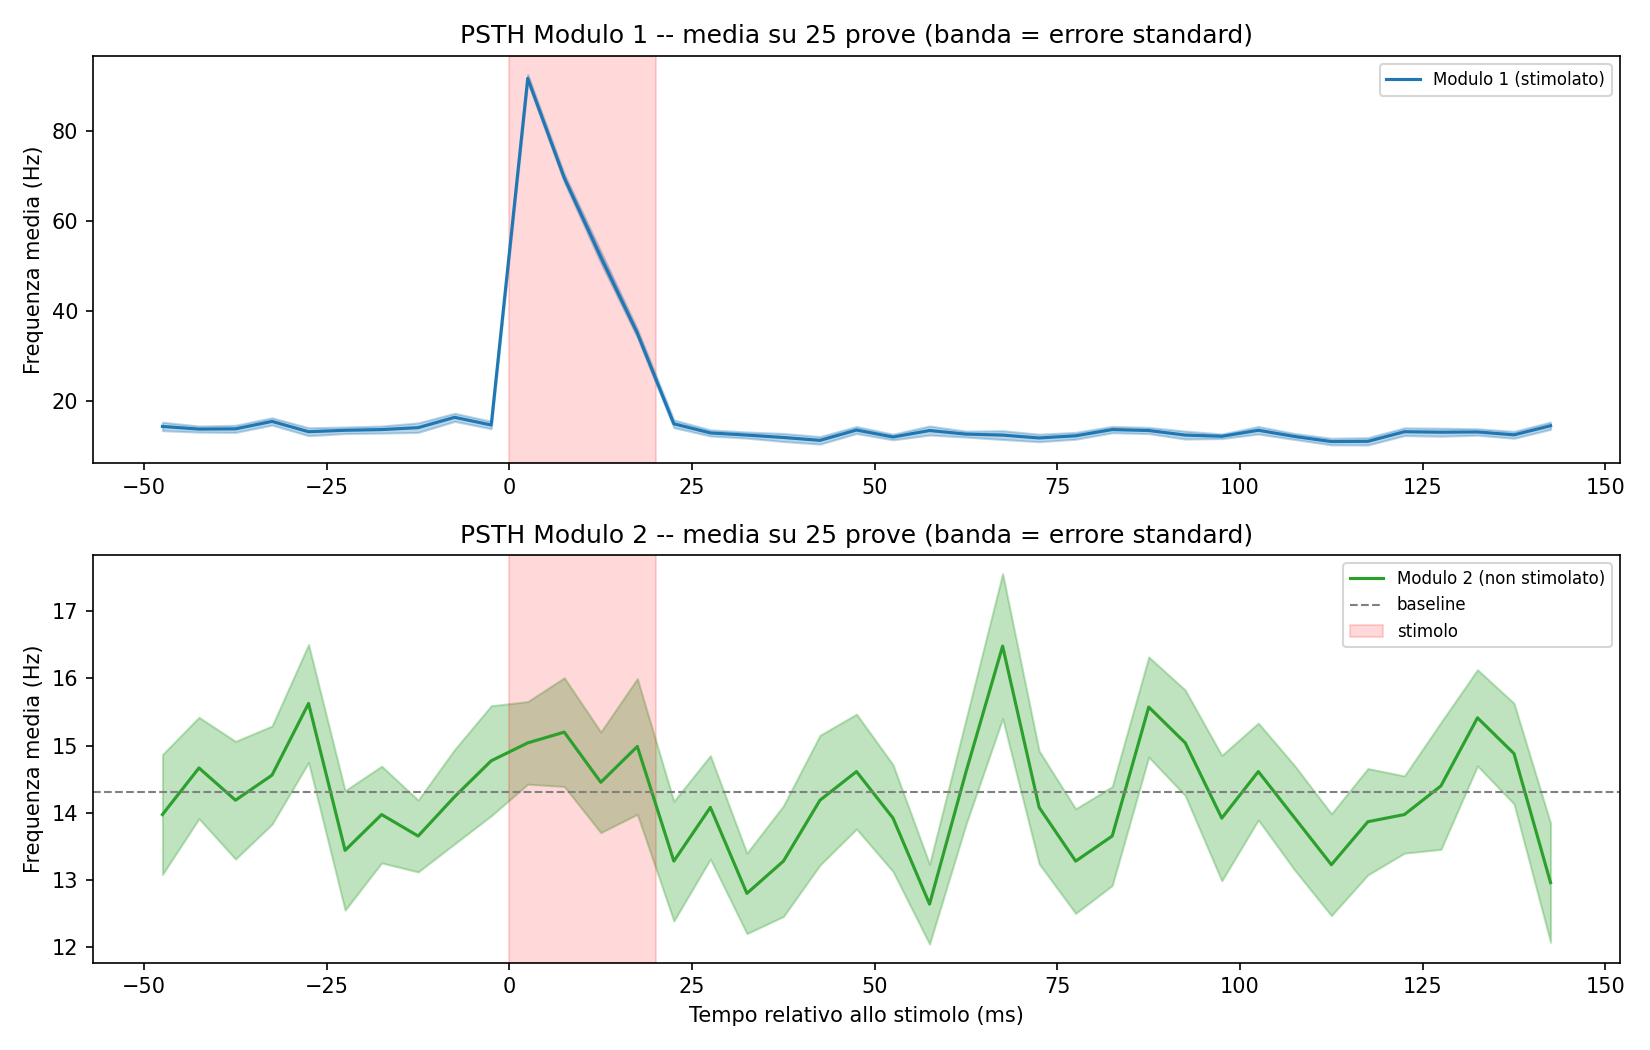 PSTH Modulo 1 -- media su 25 prove (banda = errore standard)
Frequenza media (Hz)
80
60
40
20
Modulo 1 (stimolato)
−50 −25 0 25 50 75 100 125 150
PSTH Modulo 2 -- media su 25 prove (banda = errore standard)
Frequenza media (Hz)
17
16
15
14
13
12
Modulo 2 (non stimolato)
baseline
stimolo
−50 −25 0 25 50 75 100 125 150
Tempo relativo allo stimolo (ms)